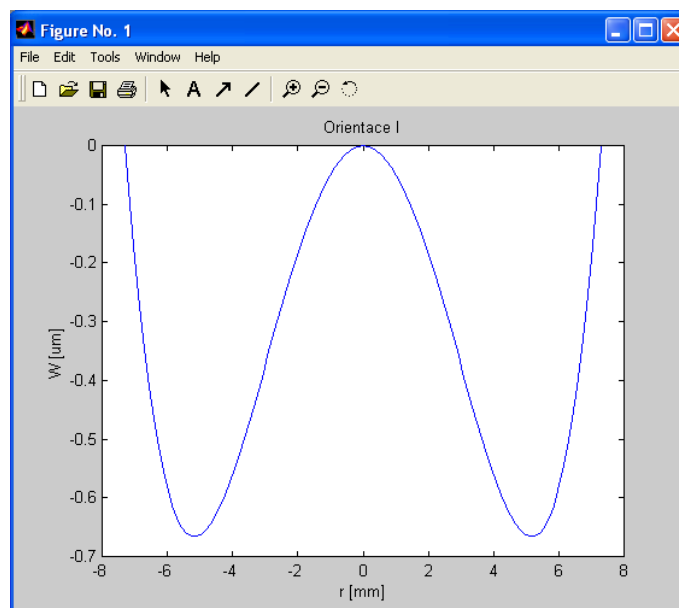 Figure No. 1
File Edit Tools Window Help
A
Orientace I
0
-0.1
-0.2
-0.3
-0.4
-0.5
-0.6
-0.7
W [um]
-8 -6 -4 -2 0 2 4 6 8
r [mm]